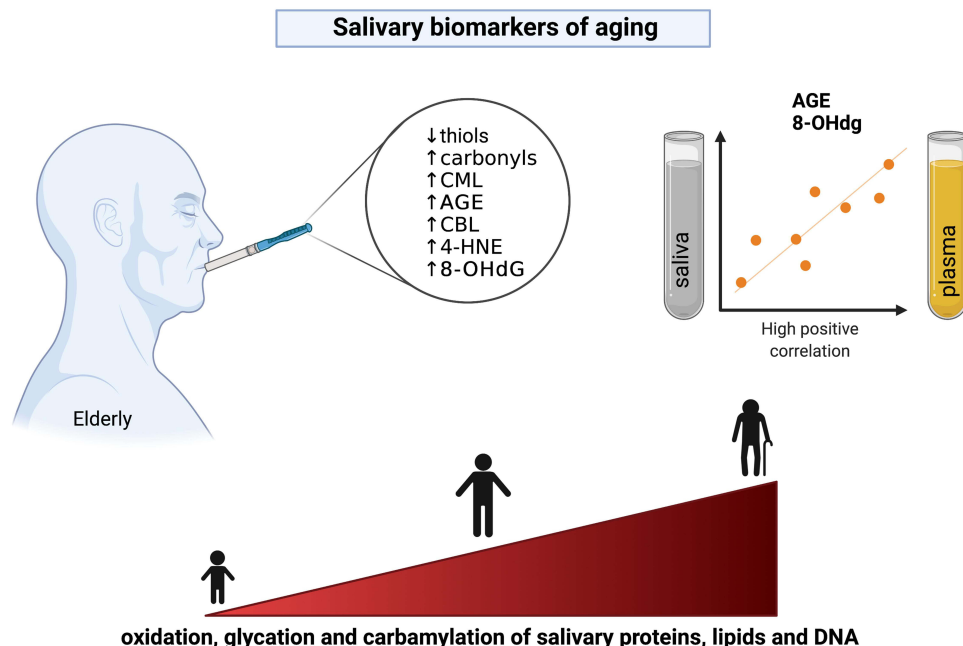 Salivary biomarkers of aging
↓thiols
↑carbonyls
↑CML
↑AGE
↑CBL
↑4-HNE
↑8-OHdG
Elderly
AGE
8-OHdg
saliva
plasma
High positive
correlation
oxidation, glycation and carbamylation of salivary proteins, lipids and DNA